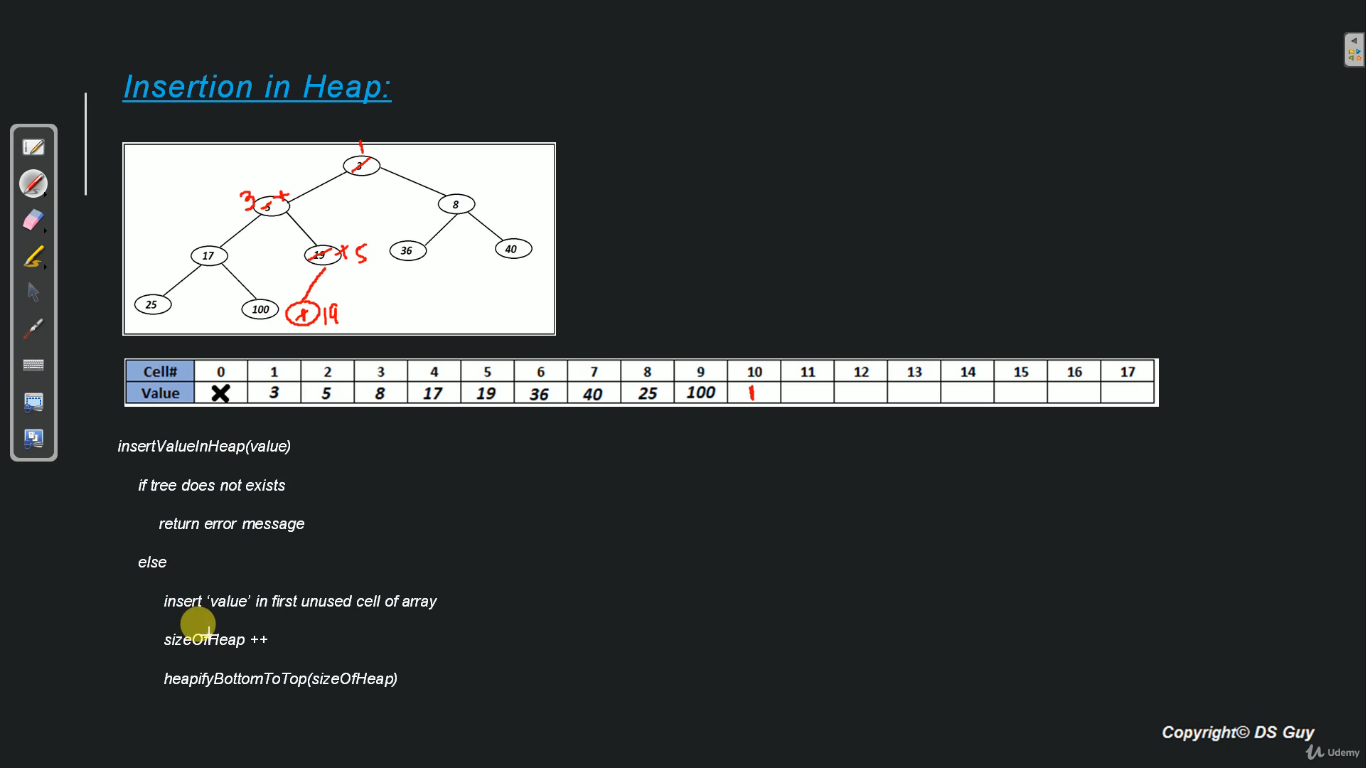 Insertion in Heap:
1
3
3 5
8
17
19 5
36
40
25
100
1 19
Cell# 0 1 2 3 4 5 6 7 8 9 10 11 12 13 14 15 16 17
Value X 3 5 8 17 19 36 40 25 100 1
insertValueInHeap(value)
if tree does not exists
return error message
else
insert ‘value’ in first unused cell of array
sizeOfHeap ++
heapifyBottomToTop(sizeOfHeap)
Copyright© DS Guy
Udemy